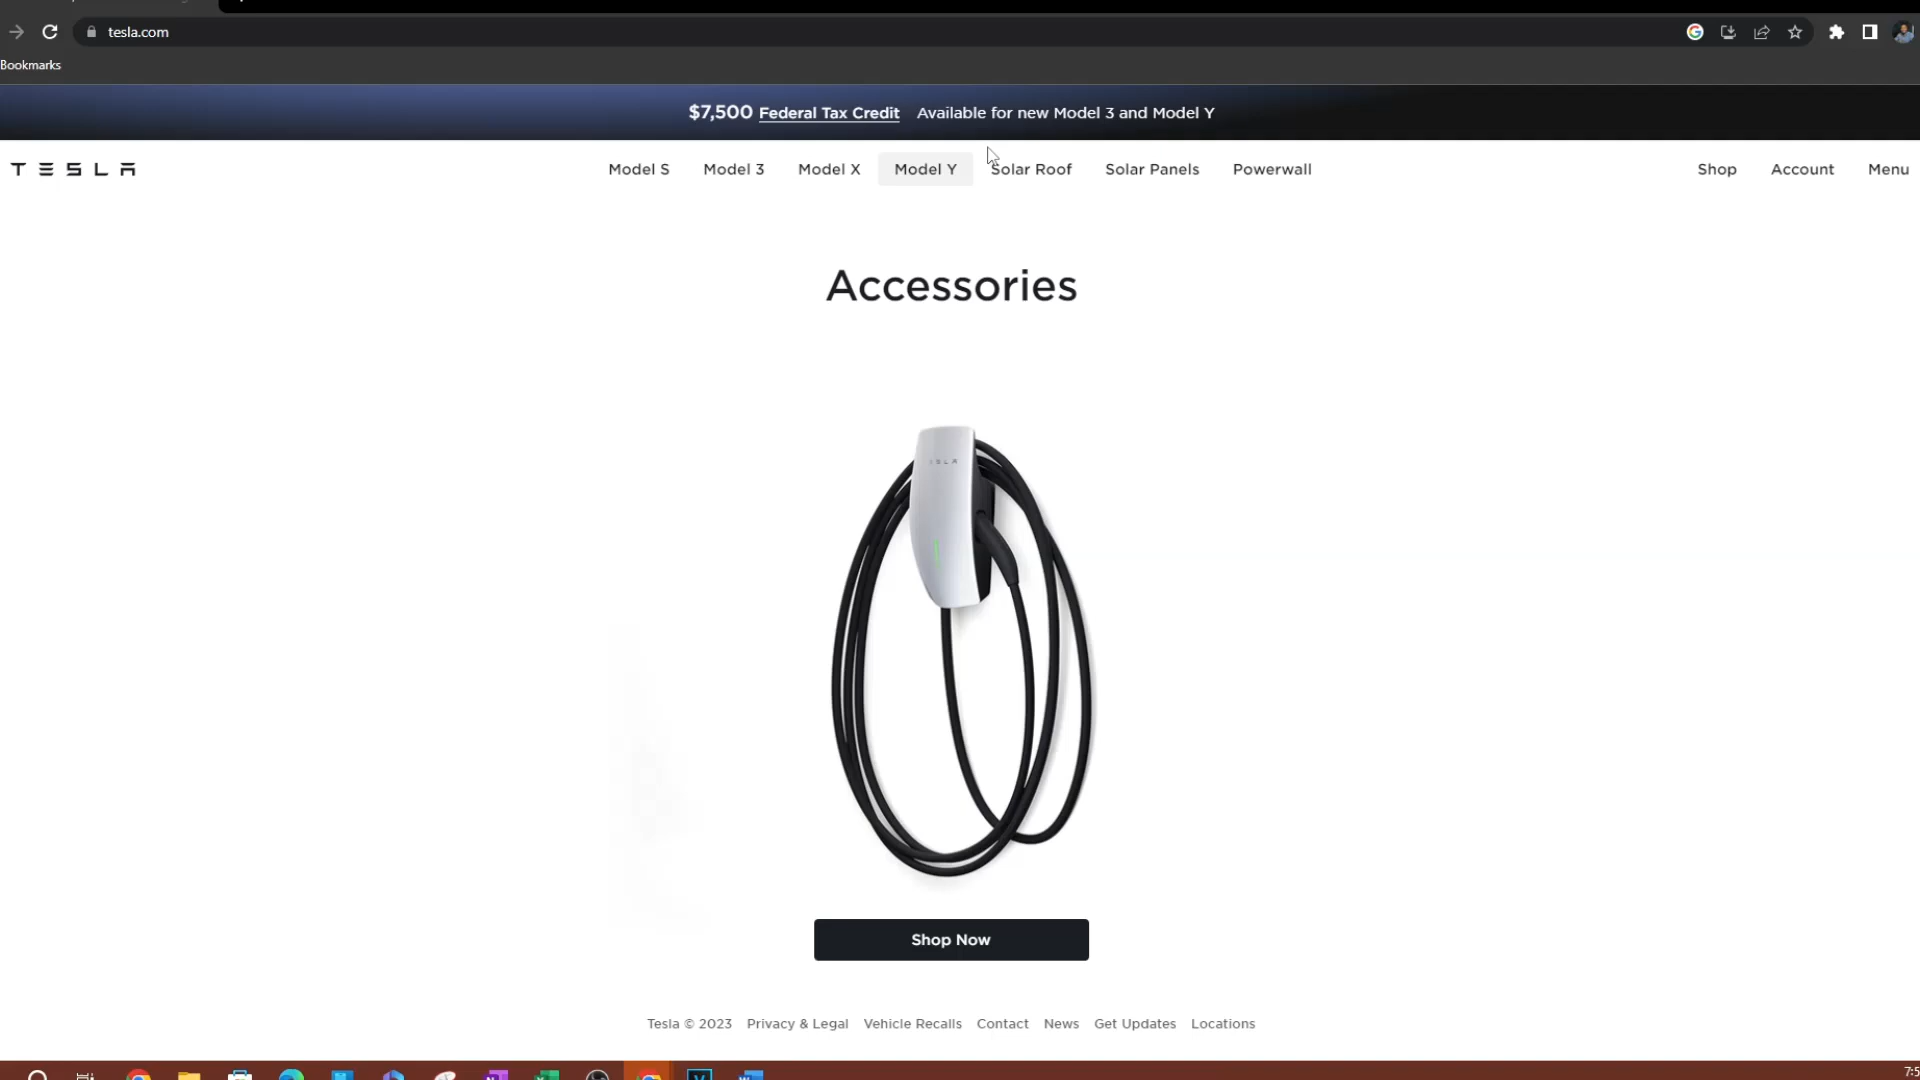 tesla.com
Bookmarks
$7,500 Federal Tax Credit Available for new Model 3 and Model Y
TESLA Model S Model 3 Model X Model Y Solar Roof Solar Panels Powerwall Shop Account Menu
Accessories
TESLA
Shop Now
Tesla © 2023 Privacy & Legal Vehicle Recalls Contact News Get Updates Locations